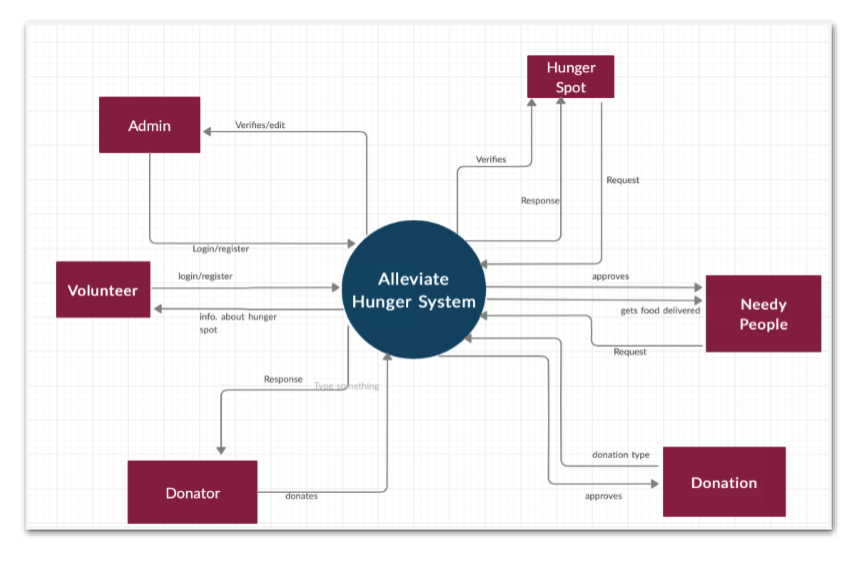 Hunger
Spot
Admin
Verifies/edit
Verifies
Request
Response
Login/register
Alleviate
Hunger System
Volunteer
login/register
info. about hunger
spot
approves
gets food delivered
Needy
People
Request
Response
Type something
Donator
donates
donation type
approves
Donation